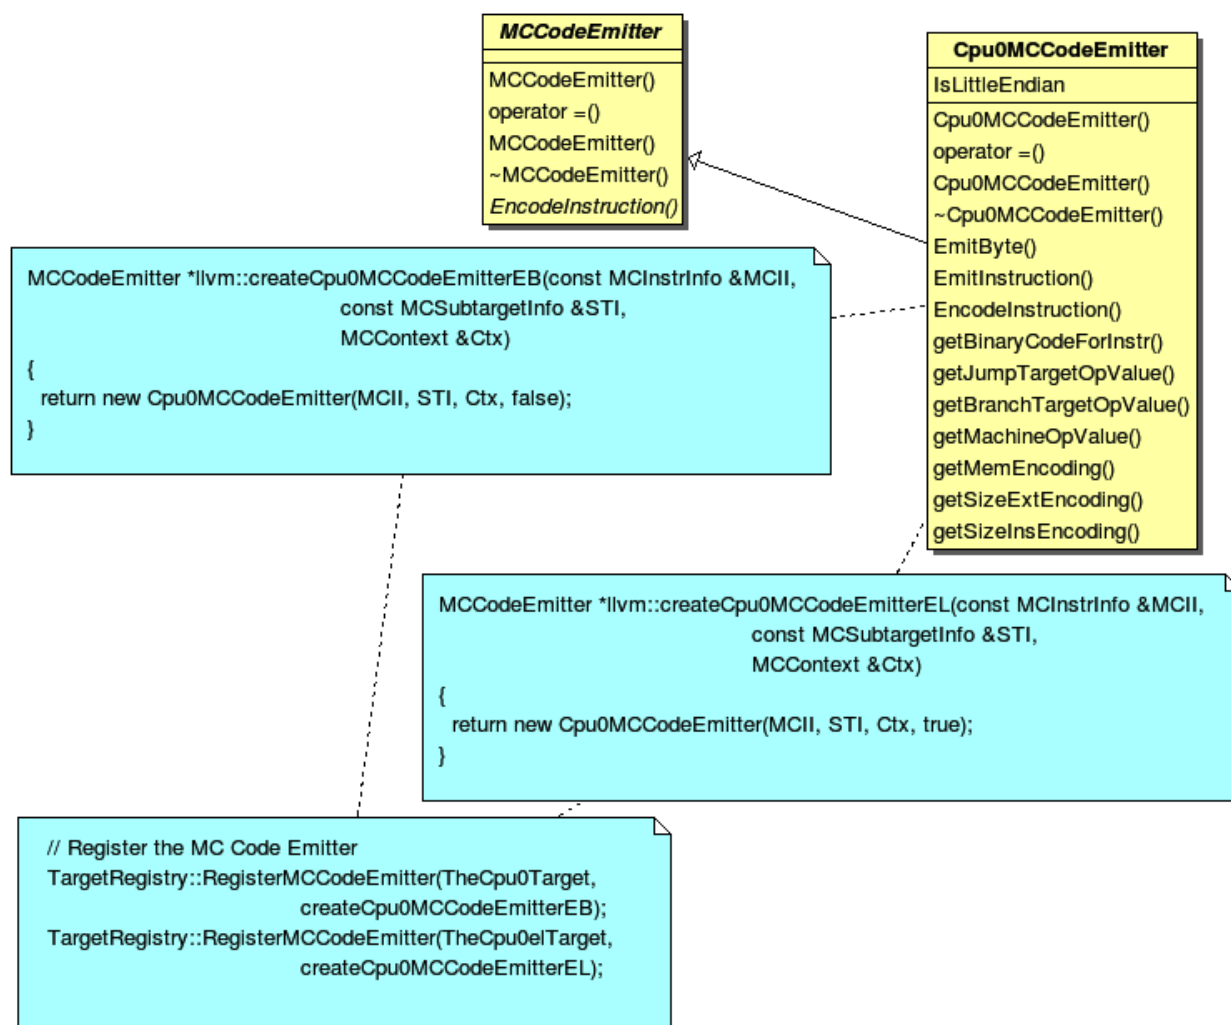 MCCodeEmitter
MCCodeEmitter()
operator =()
MCCodeEmitter()
~MCCodeEmitter()
EncodeInstruction()
Cpu0MCCodeEmitter
IsLittleEndian
Cpu0MCCodeEmitter()
operator =()
Cpu0MCCodeEmitter()
~Cpu0MCCodeEmitter()
EmitByte()
EmitInstruction()
EncodeInstruction()
getBinaryCodeForInstr()
getJumpTargetOpValue()
getBranchTargetOpValue()
getMachineOpValue()
getMemEncoding()
getSizeExtEncoding()
getSizeInsEncoding()
MCCodeEmitter *llvm::createCpu0MCCodeEmitterEB(const MCInstrInfo &MCII,
const MCSubtargetInfo &STI,
MCContext &Ctx)
{
return new Cpu0MCCodeEmitter(MCII, STI, Ctx, false);
}
MCCodeEmitter *llvm::createCpu0MCCodeEmitterEL(const MCInstrInfo &MCII,
const MCSubtargetInfo &STI,
MCContext &Ctx)
{
return new Cpu0MCCodeEmitter(MCII, STI, Ctx, true);
}
// Register the MC Code Emitter
TargetRegistry::RegisterMCCodeEmitter(TheCpu0Target,
createCpu0MCCodeEmitterEB);
TargetRegistry::RegisterMCCodeEmitter(TheCpu0elTarget,
createCpu0MCCodeEmitterEL);